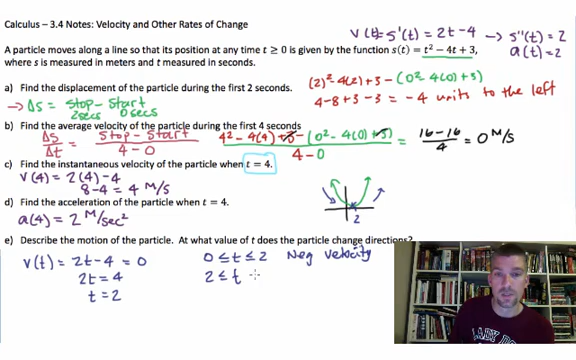 Calculus – 3.4 Notes: Velocity and Other Rates of Change
v(t) = s'(t) = 2t-4 → s''(t) = 2
a(t) = 2
A particle moves along a line so that its position at any time t ≥ 0 is given by the function s(t) = t² – 4t + 3,
where s is measured in meters and t measured in seconds.
a) Find the displacement of the particle during the first 2 seconds.
(2)² - 4(2) + 3 - (0² - 4(0) + 3)
→ Δs = stop - start
2secs 0secs
4 - 8 + 3 - 3 = -4 units to the left
b) Find the average velocity of the particle during the first 4 seconds
Δs/Δt = stop - start / 4 - 0 = 4² - 4(4) + 3 - (0² - 4(0) + 3) / 4 - 0 = 16 - 16 / 4 = 0 m/s
c) Find the instantaneous velocity of the particle when t = 4.
v(4) = 2(4) - 4
8 - 4 = 4 m/s
d) Find the acceleration of the particle when t = 4.
a(4) = 2 m/sec²
2
e) Describe the motion of the particle. At what value of t does the particle change directions?
v(t) = 2t - 4 = 0 0 ≤ t ≤ 2 Neg velocity
2t = 4 2 ≤ t
t = 2